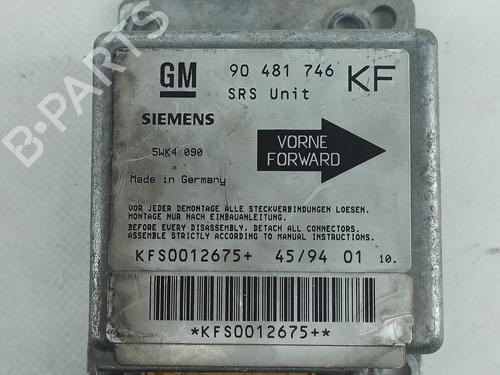 GM 90 481 746 KF
SRS Unit
SIEMENS
5WK4 090
VORNE
FORWARD
Made in Germany
VOR JEDER DEMONTAGE ALLE STECKVERBINDUNGEN LOESEN.
MONTAGE NUR NACH EINBAUANLEITUNG.
BEFORE EVERY DISASSEMBLY, DETACH ALL CONNECTORS.
ASSEMBLE STRICTLY ACCORDING TO MANUAL INSTRUCTIONS.
KFS0012675+ 45/94 01 10.
*KFS0012675+*
B-PARTS